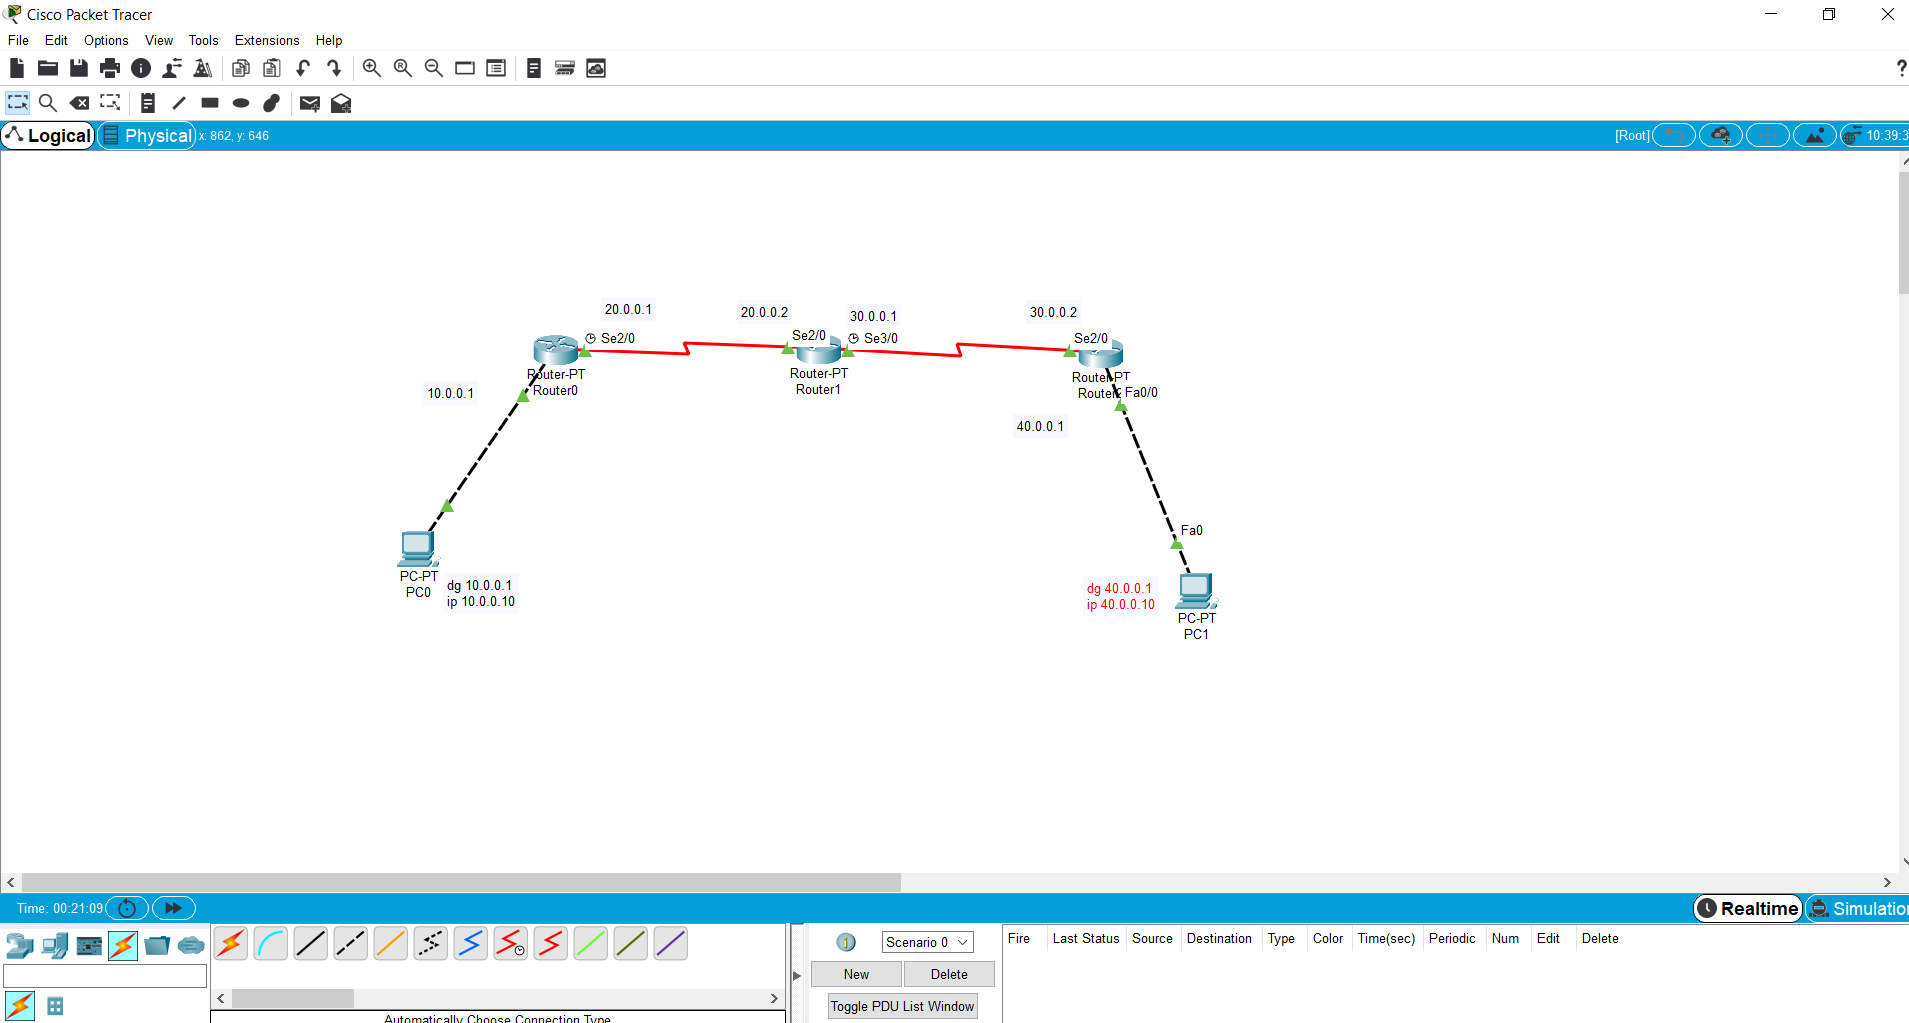 Cisco Packet Tracer
File Edit Options View Tools Extensions Help
?
Logical Physical x: 862, y: 646
[Root] 10:39:3
20.0.0.1
20.0.0.2
30.0.0.1
30.0.0.2
Se2/0
Se2/0
Se3/0
Se2/0
Router-PT
Router0
Router-PT
Router1
Router-PT
Fa0/0
10.0.0.1
40.0.0.1
Fa0
PC-PT
PC0
dg 10.0.0.1
ip 10.0.0.10
dg 40.0.0.1
ip 40.0.0.10
PC-PT
PC1
Time: 00:21:09
Realtime Simulation
Scenario 0
New Delete
Toggle PDU List Window
Fire Last Status Source Destination Type Color Time(sec) Periodic Num Edit Delete
Automatically Choose Connection Type